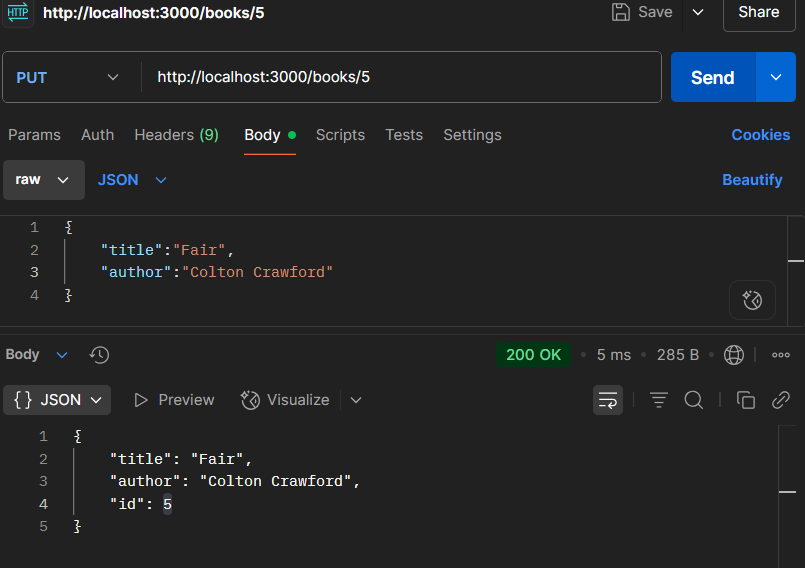 HTTP http://localhost:3000/books/5 Save Share
PUT http://localhost:3000/books/5 Send
Params Auth Headers (9) Body Scripts Tests Settings Cookies
raw JSON Beautify
1 {
2 "title":"Fair",
3 "author":"Colton Crawford"
4 }
Body 200 OK • 5 ms • 285 B •
{} JSON Preview Visualize
1 {
2 "title": "Fair",
3 "author": "Colton Crawford",
4 "id": 5
5 }